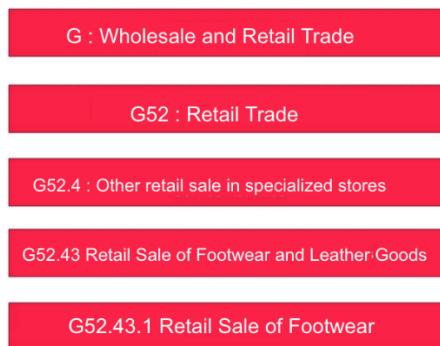 G : Wholesale and Retail Trade
G52 : Retail Trade
G52.4 : Other retail sale in specialized stores
G52.43 Retail Sale of Footwear and Leather Goods
G52.43.1 Retail Sale of Footwear